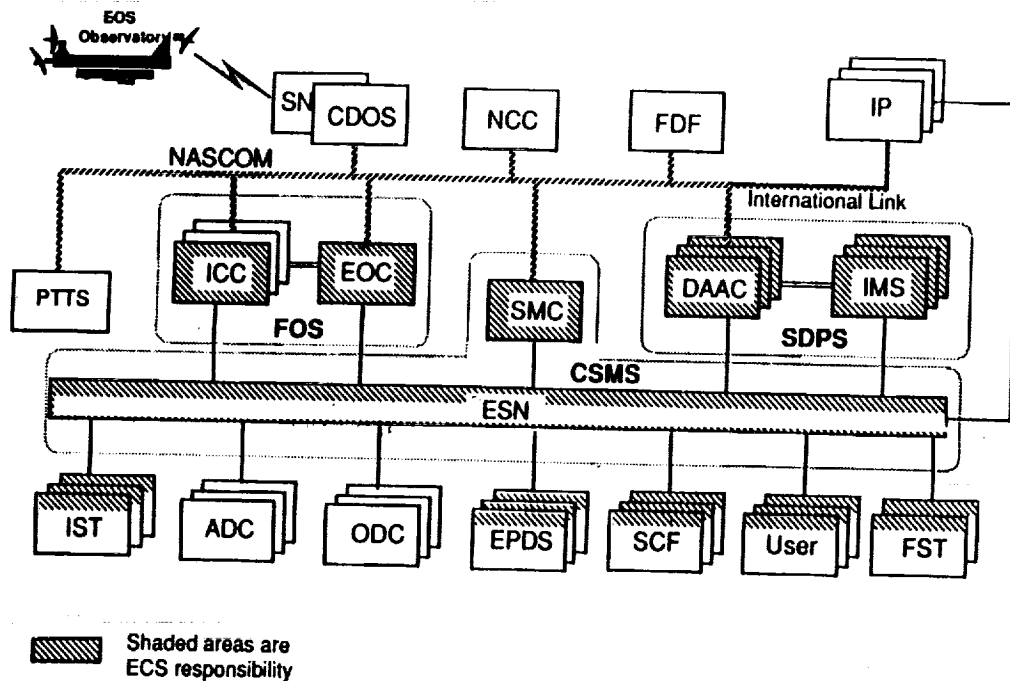 EOS
Observatory
SN
CDOS
NCC
FDF
IP
NASCOM
International Link
PTTS
ICC
EOC
FOS
SMC
DAAC
IMS
SDPS
CSMS
ESN
IST
ADC
ODC
EPDS
SCF
User
FST
Shaded areas are
ECS responsibility